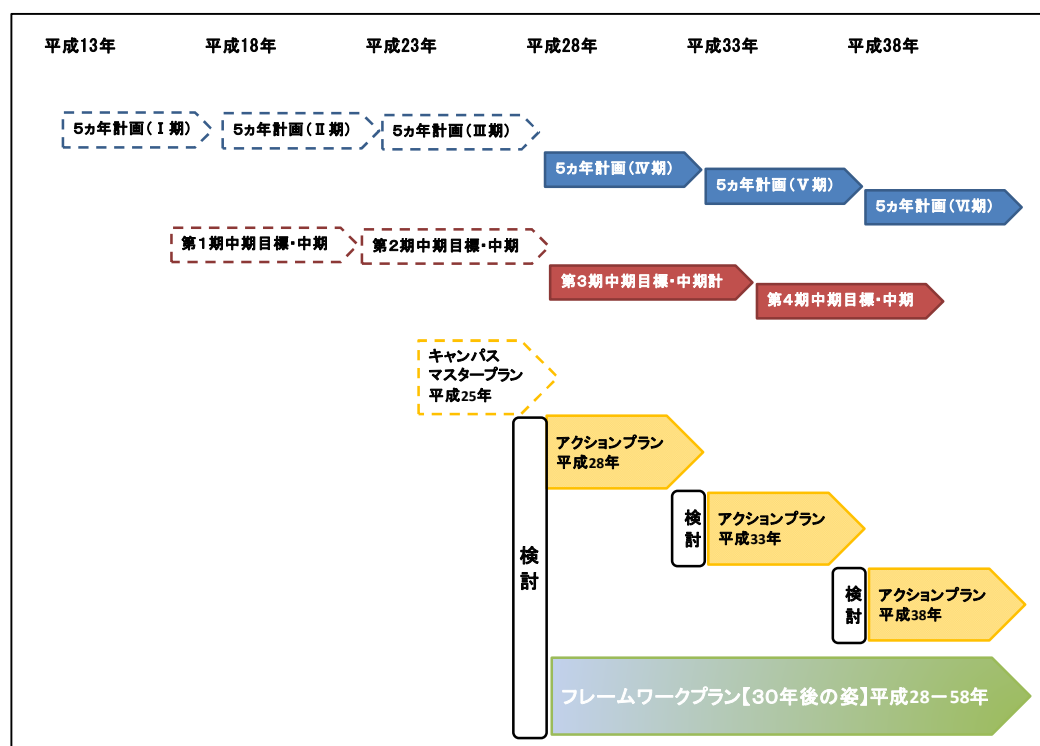 平成13年
平成18年
平成23年
平成28年
平成33年
平成38年
5ヵ年計画(Ⅰ期)
5ヵ年計画(Ⅱ期)
5ヵ年計画(Ⅲ期)
5ヵ年計画(Ⅳ期)
5ヵ年計画(Ⅴ期)
5ヵ年計画(Ⅵ期)
第1期中期目標・中期
第2期中期目標・中期
第3期中期目標・中期計
第4期中期目標・中期
キャンパス
マスタープラン
平成25年
検討
アクションプラン
平成28年
検討
アクションプラン
平成33年
検討
アクションプラン
平成38年
フレームワークプラン【30年後の姿】平成28-58年